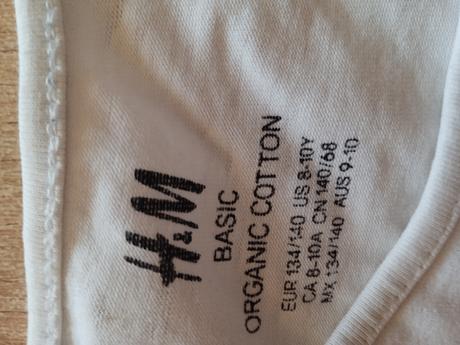 H&M
BASIC
ORGANIC COTTON
EUR 134/140 US 8-10Y
CA 8-10A CN 140/68
MX 134/140 AUS 9-10